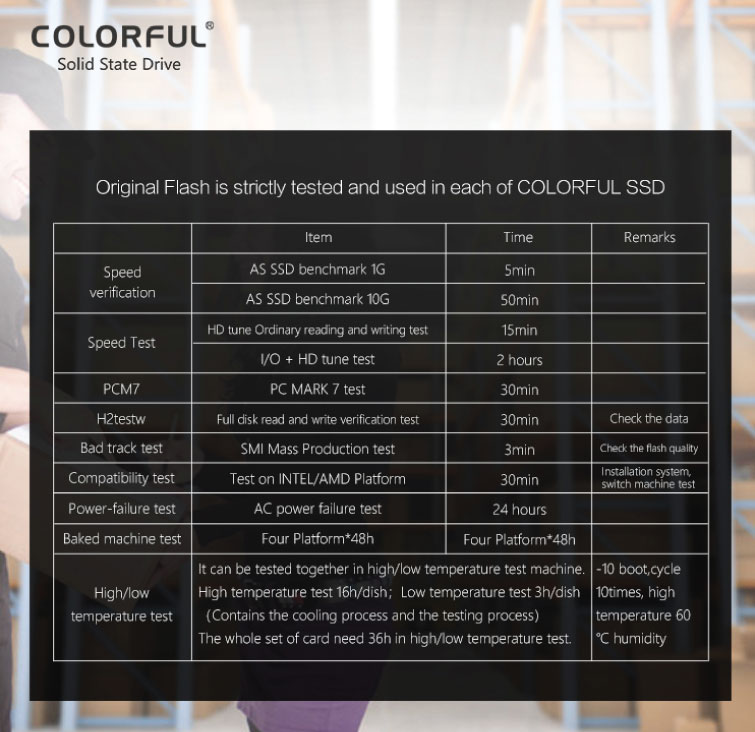 COLORFUL®
Solid State Drive
Original Flash is strictly tested and used in each of COLORFUL SSD
Item Time Remarks
Speed verification
AS SSD benchmark 1G 5min
AS SSD benchmark 10G 50min
Speed Test
HD tune Ordinary reading and writing test 15min
I/O + HD tune test 2 hours
PCM7 PC MARK 7 test 30min
H2testw Full disk read and write verification test 30min Check the data
Bad track test SMI Mass Production test 3min Check the flash quality
Compatibility test Test on INTEL/AMD Platform 30min Installation system, switch machine test
Power-failure test AC power failure test 24 hours
Baked machine test Four Platform*48h Four Platform*48h
High/low
temperature test
It can be tested together in high/low temperature test machine.
High temperature test 16h/dish; Low temperature test 3h/dish
(Contains the cooling process and the testing process)
The whole set of card need 36h in high/low temperature test.
-10 boot,cycle
10times, high
temperature 60
℃ humidity